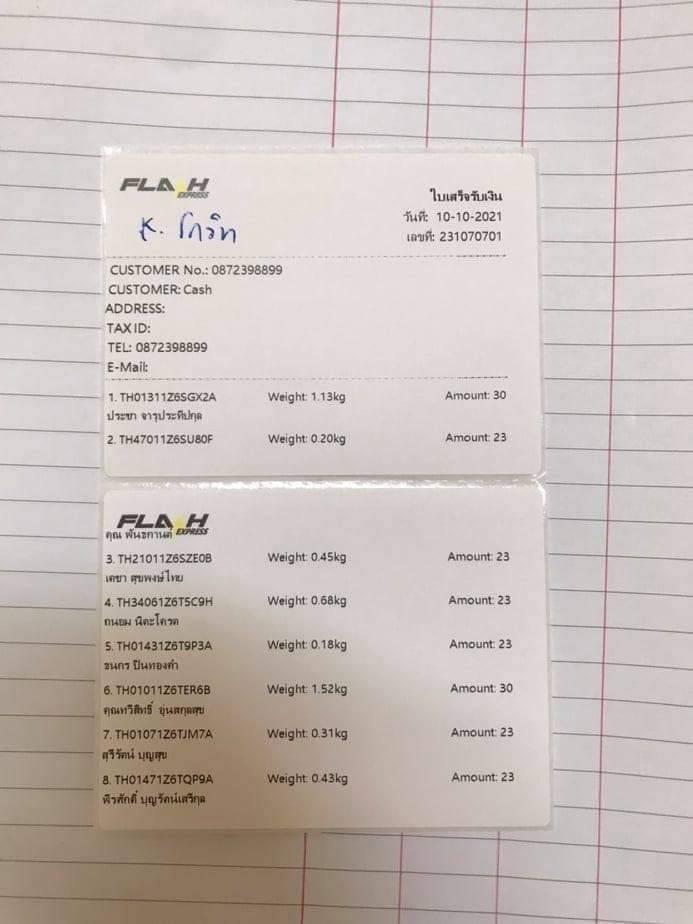 FLASH EXPRESS
ใบเสร็จรับเงิน
K. โกวิท
วันที่: 10-10-2021
เลขที่: 231070701
CUSTOMER No.: 0872398899
CUSTOMER: Cash
ADDRESS:
TAX ID:
TEL: 0872398899
E-Mail:
1. TH01311Z6SGX2A Weight: 1.13kg Amount: 30
ประชา จารุประทีปกุล
2. TH47011Z6SU80F Weight: 0.20kg Amount: 23
FLASH EXPRESS
คุณ พันธกานต์
3. TH21011Z6SZE0B Weight: 0.45kg Amount: 23
เดชา สุขพงษ์ไทย
4. TH34061Z6T5C9H Weight: 0.68kg Amount: 23
ถนอม นิตะโคตร
5. TH01431Z6T9P3A Weight: 0.18kg Amount: 23
ธนกร ปิ่นทองคำ
6. TH01011Z6TER6B Weight: 1.52kg Amount: 30
คุณทวีสิทธิ์ อุ่นสกุลสุข
7. TH01071Z6TJM7A Weight: 0.31kg Amount: 23
สุรีรัตน์ บุญสุข
8. TH01471Z6TQP9A Weight: 0.43kg Amount: 23
พีรศักดิ์ บุญรัตน์เสรีกุล